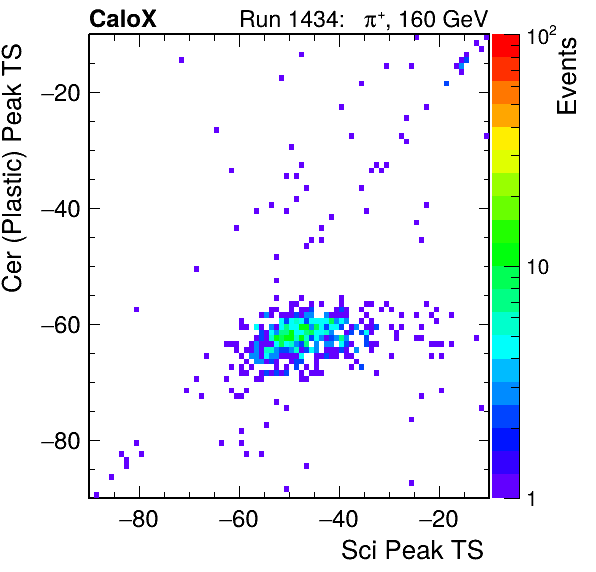 CaloX Run 1434: π⁺, 160 GeV
Cer (Plastic) Peak TS
−20
−40
−60
−80
−80 −60 −40 −20
Sci Peak TS
10²
10
1
Events